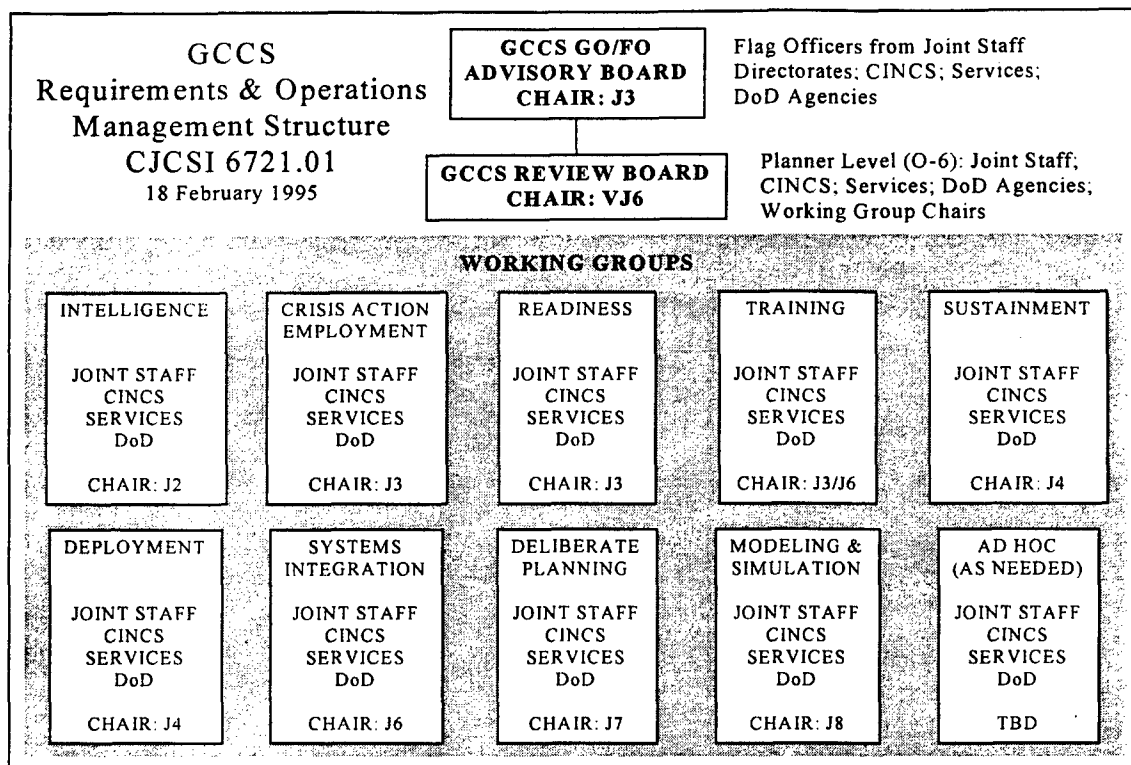 GCCS
Requirements & Operations
Management Structure
CJCSI 6721.01
18 February 1995
GCCS GO/FO
ADVISORY BOARD
CHAIR: J3
Flag Officers from Joint Staff
Directorates; CINCS; Services;
DoD Agencies
GCCS REVIEW BOARD
CHAIR: VJ6
Planner Level (O-6): Joint Staff;
CINCS; Services; DoD Agencies;
Working Group Chairs
WORKING GROUPS
INTELLIGENCE
JOINT STAFF
CINCS
SERVICES
DoD
CHAIR: J2
CRISIS ACTION
EMPLOYMENT
JOINT STAFF
CINCS
SERVICES
DoD
CHAIR: J3
READINESS
JOINT STAFF
CINCS
SERVICES
DoD
CHAIR: J3
TRAINING
JOINT STAFF
CINCS
SERVICES
DoD
CHAIR: J3/J6
SUSTAINMENT
JOINT STAFF
CINCS
SERVICES
DoD
CHAIR: J4
DEPLOYMENT
JOINT STAFF
CINCS
SERVICES
DoD
CHAIR: J4
SYSTEMS
INTEGRATION
JOINT STAFF
CINCS
SERVICES
DoD
CHAIR: J6
DELIBERATE
PLANNING
JOINT STAFF
CINCS
SERVICES
DoD
CHAIR: J7
MODELING &
SIMULATION
JOINT STAFF
CINCS
SERVICES
DoD
CHAIR: J8
AD HOC
(AS NEEDED)
JOINT STAFF
CINCS
SERVICES
DoD
TBD